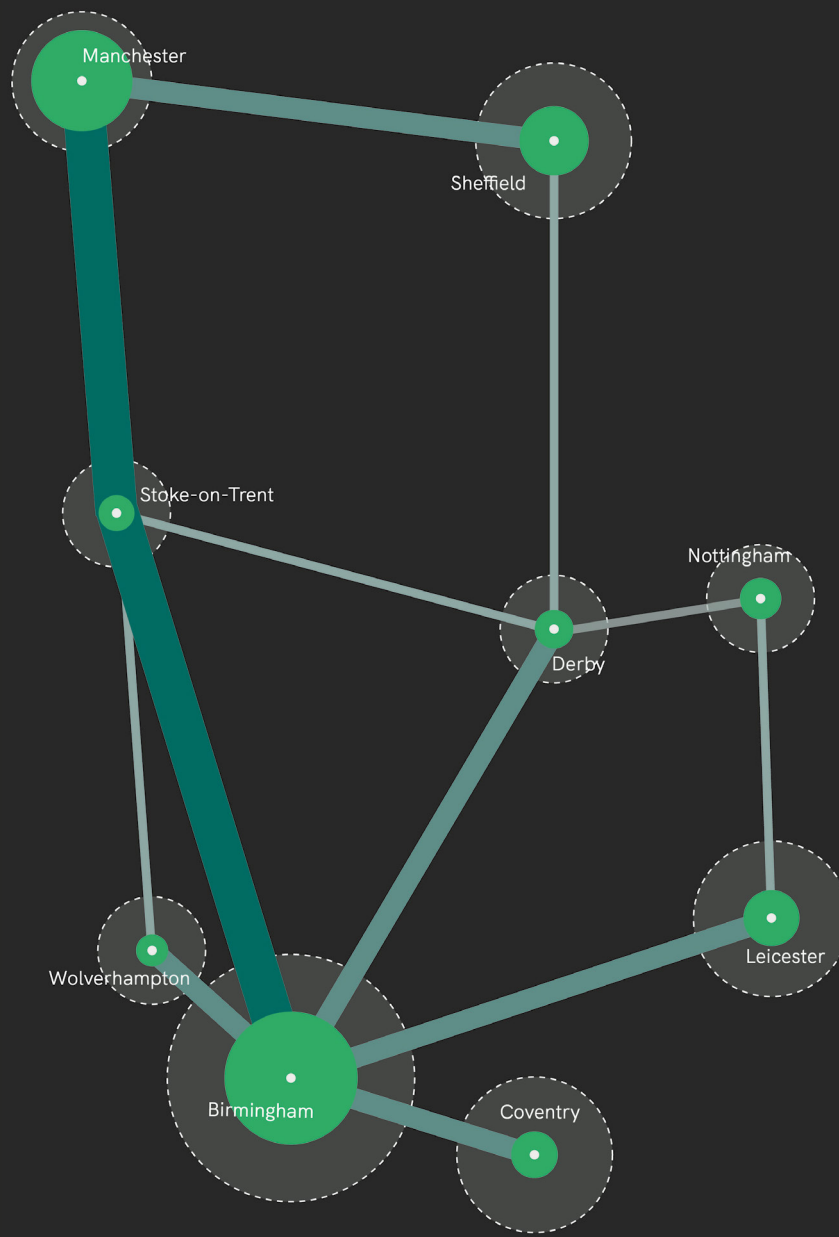 Manchester
Sheffield
Stoke-on-Trent
Nottingham
Derby
Leicester
Wolverhampton
Birmingham
Coventry